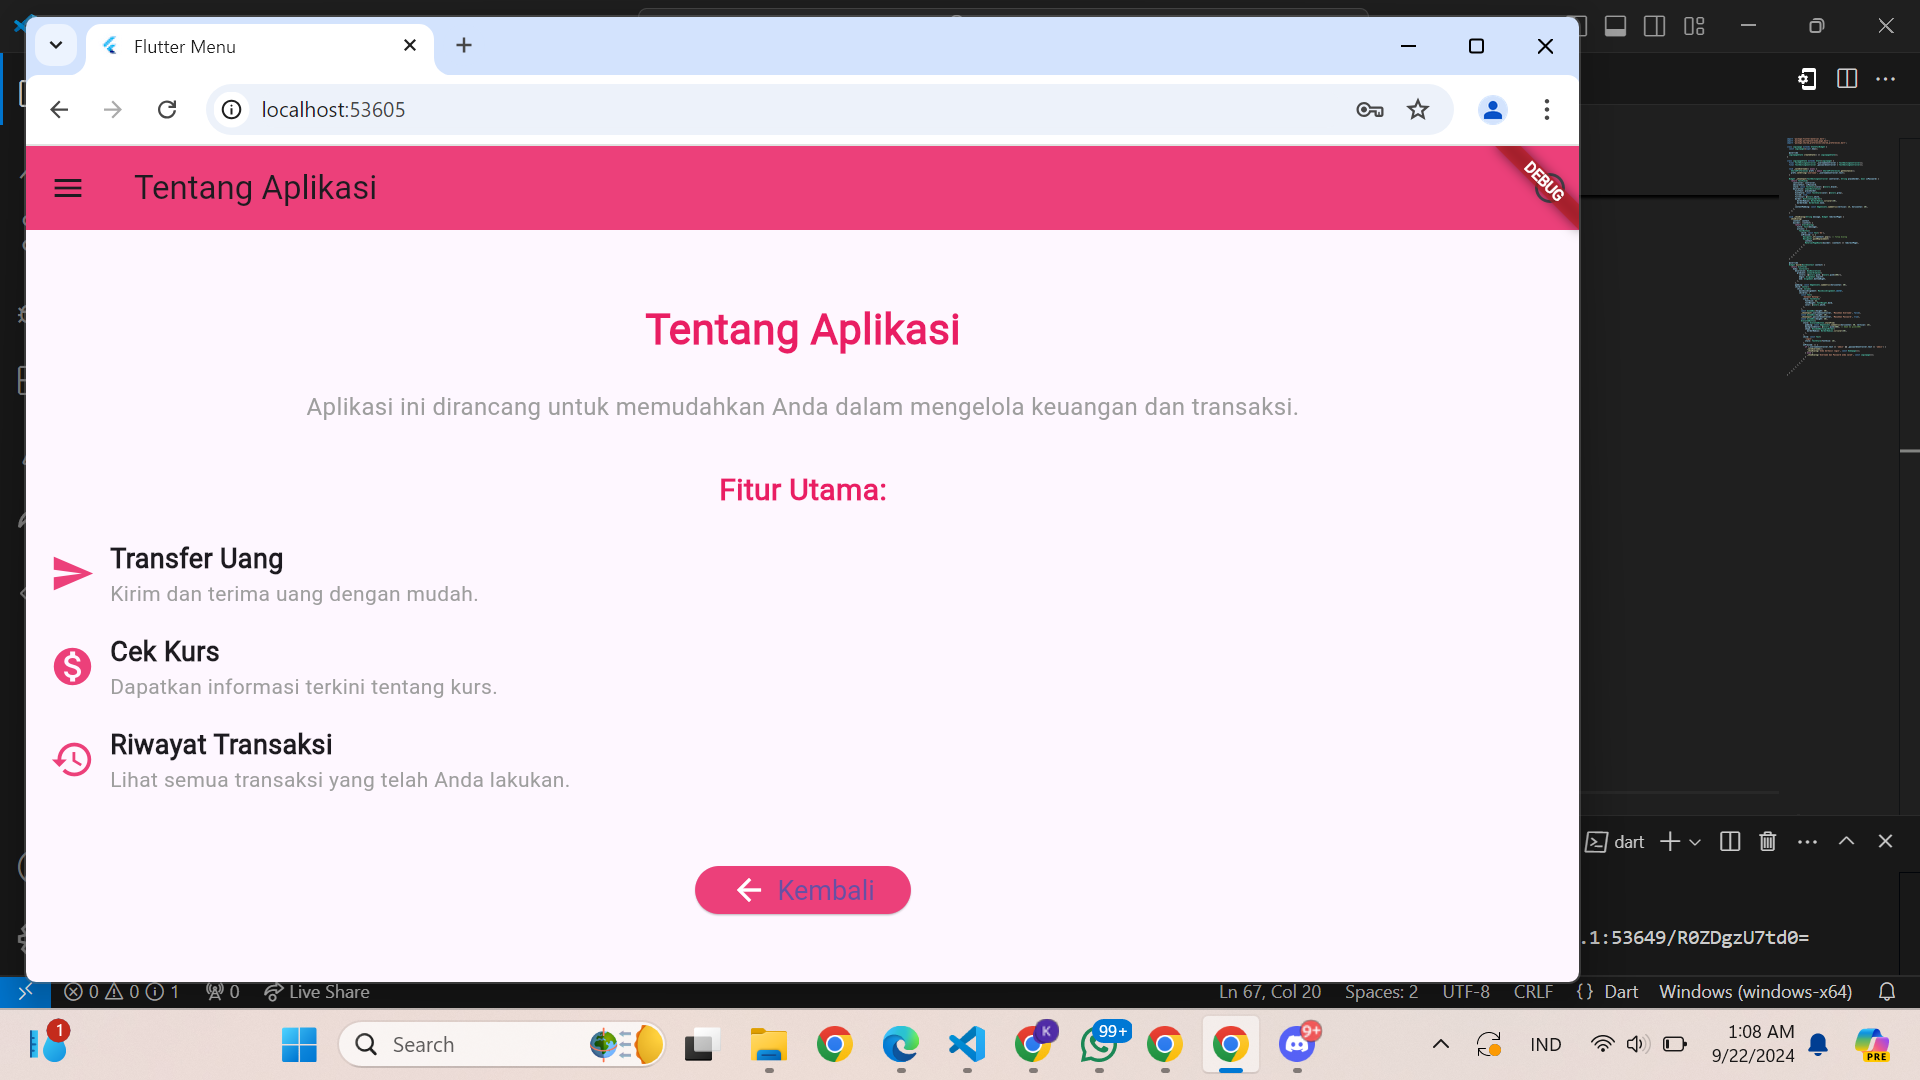 Flutter Menu
localhost:53605
Tentang Aplikasi
DEBUG
Tentang Aplikasi
Aplikasi ini dirancang untuk memudahkan Anda dalam mengelola keuangan dan transaksi.
Fitur Utama:
Transfer Uang
Kirim dan terima uang dengan mudah.
Cek Kurs
Dapatkan informasi terkini tentang kurs.
Riwayat Transaksi
Lihat semua transaksi yang telah Anda lakukan.
Kembali
dart
.1:53649/R0ZDgzU7td0=
0 0 1 0 Live Share
Ln 67, Col 20 Spaces: 2 UTF-8 CRLF {} Dart Windows (windows-x64)
1
Search
K
99+
9+
IND
1:08 AM
9/22/2024
PRE